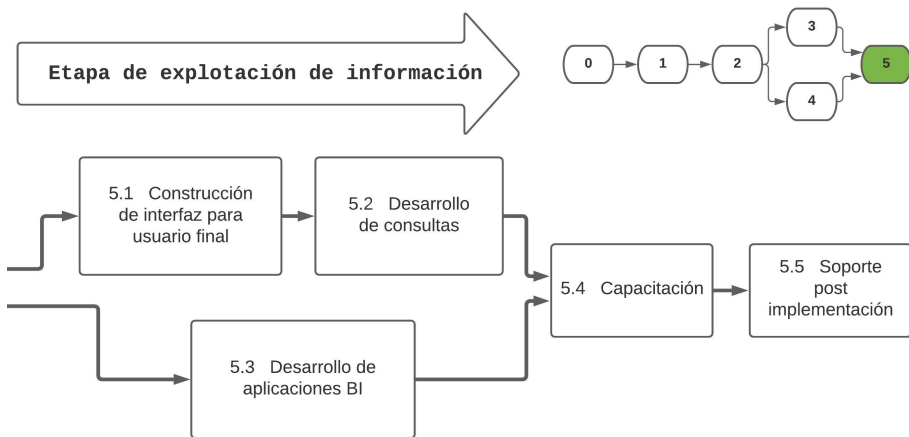 Etapa de explotación de información
0
1
2
3
4
5
5.1 Construcción
de interfaz para
usuario final
5.2 Desarrollo
de consultas
5.3 Desarrollo de
aplicaciones BI
5.4 Capacitación
5.5 Soporte
post
implementación